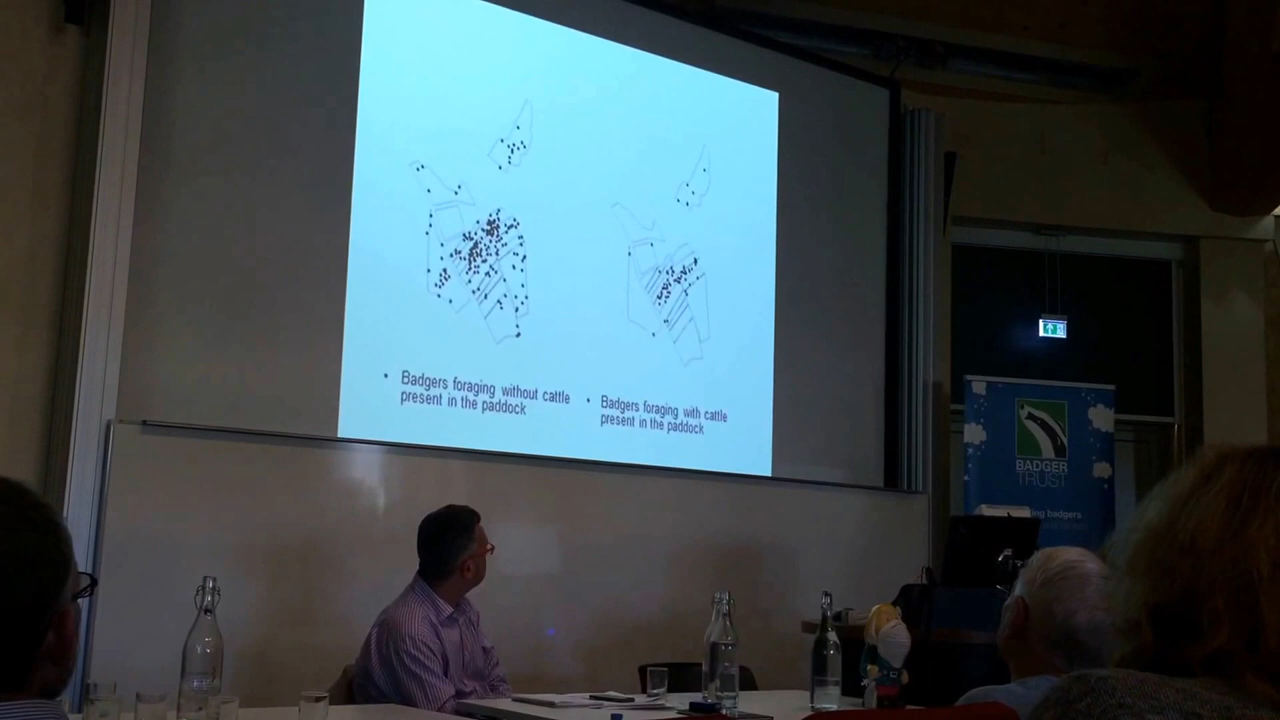 • Badgers foraging without cattle
present in the paddock
• Badgers foraging with cattle
present in the paddock
BADGER
TRUST
ing badgers